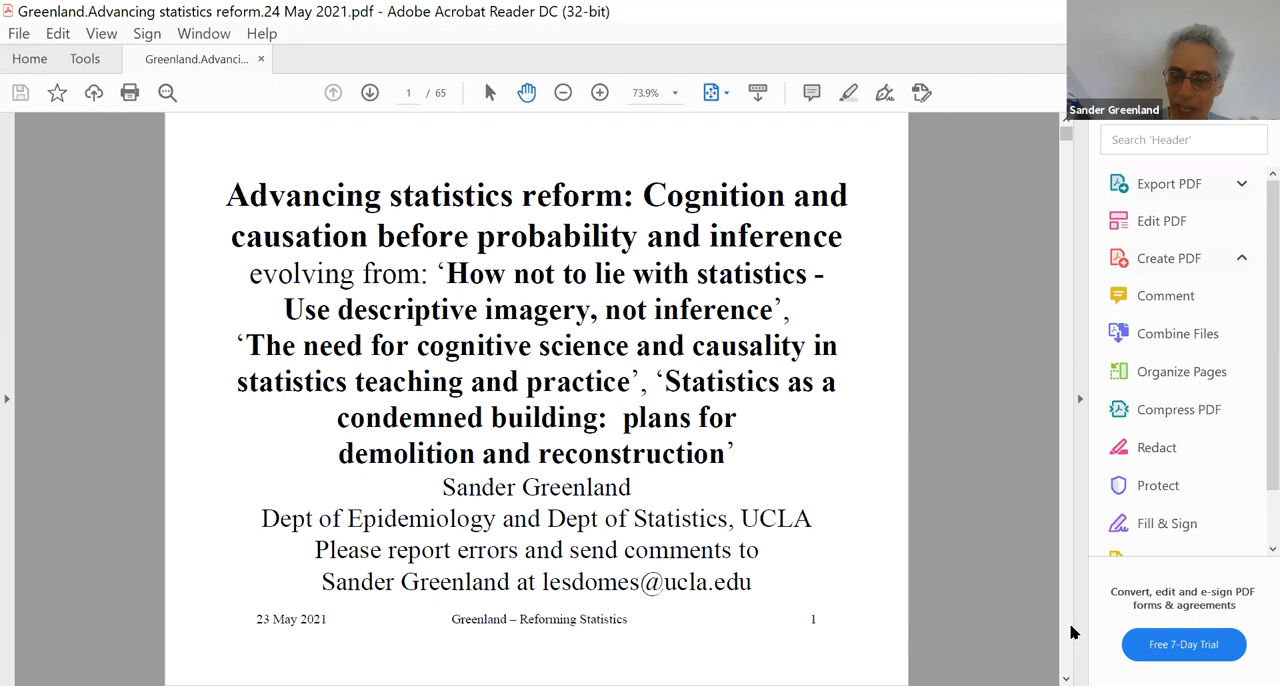 Greenland.Advancing statistics reform.24 May 2021.pdf - Adobe Acrobat Reader DC (32-bit)
File Edit View Sign Window Help
Home Tools Greenland.Advanci... ×
1 / 65 73.9%
Sander Greenland
Search 'Header'
Export PDF
Edit PDF
Create PDF
Comment
Combine Files
Organize Pages
Compress PDF
Redact
Protect
Fill & Sign
Convert, edit and e-sign PDF
forms & agreements
Free 7-Day Trial
Advancing statistics reform: Cognition and
causation before probability and inference
evolving from: ‘How not to lie with statistics -
Use descriptive imagery, not inference’,
‘The need for cognitive science and causality in
statistics teaching and practice’, ‘Statistics as a
condemned building: plans for
demolition and reconstruction’
Sander Greenland
Dept of Epidemiology and Dept of Statistics, UCLA
Please report errors and send comments to
Sander Greenland at lesdomes@ucla.edu
23 May 2021 Greenland – Reforming Statistics 1